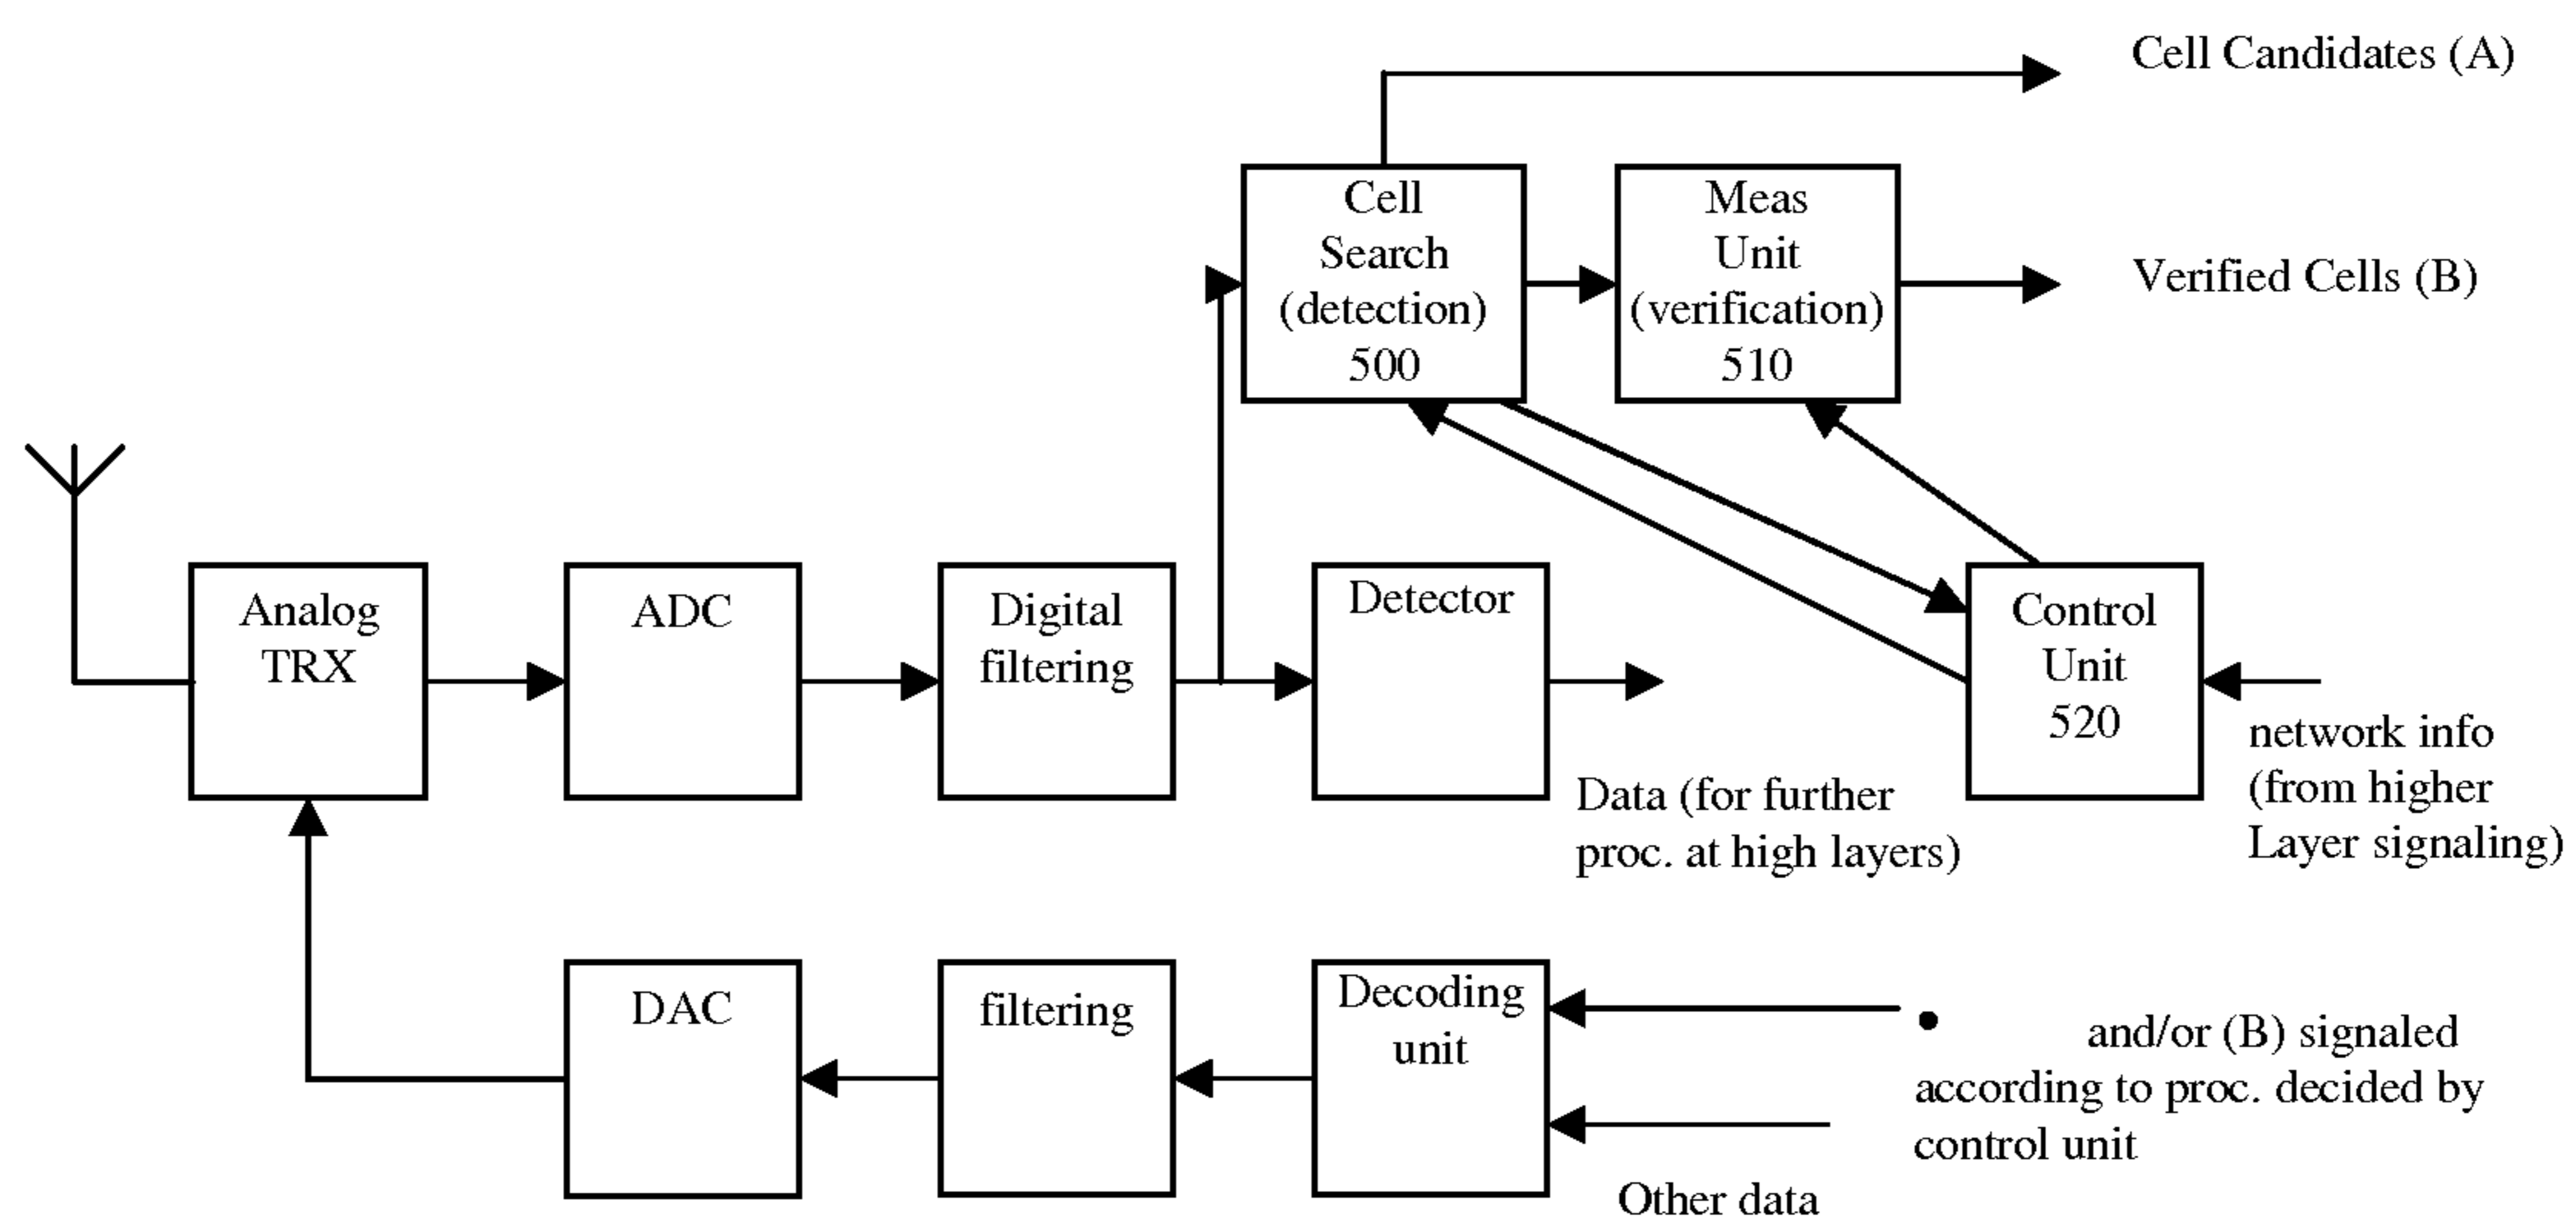 Cell Candidates (A)
Cell
Search
(detection)
500
Meas
Unit
(verification)
510
Verified Cells (B)
Analog
TRX
ADC
Digital
filtering
Detector
Control
Unit
520
network info
(from higher
Layer signaling)
Data (for further
proc. at high layers)
DAC
filtering
Decoding
unit
• and/or (B) signaled
according to proc. decided by
control unit
Other data